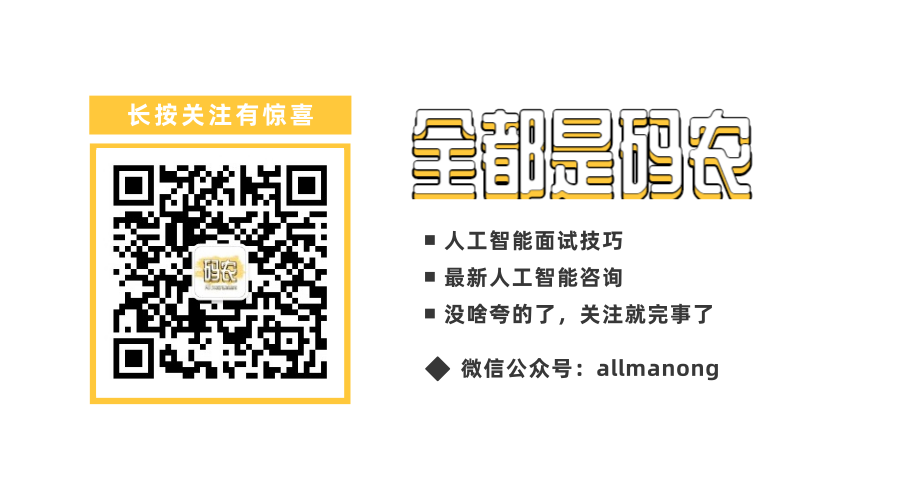 长按关注有惊喜
码农
全都是码农
人工智能面试技巧
最新人工智能咨询
没啥夸的了，关注就完事了
微信公众号：allmanong